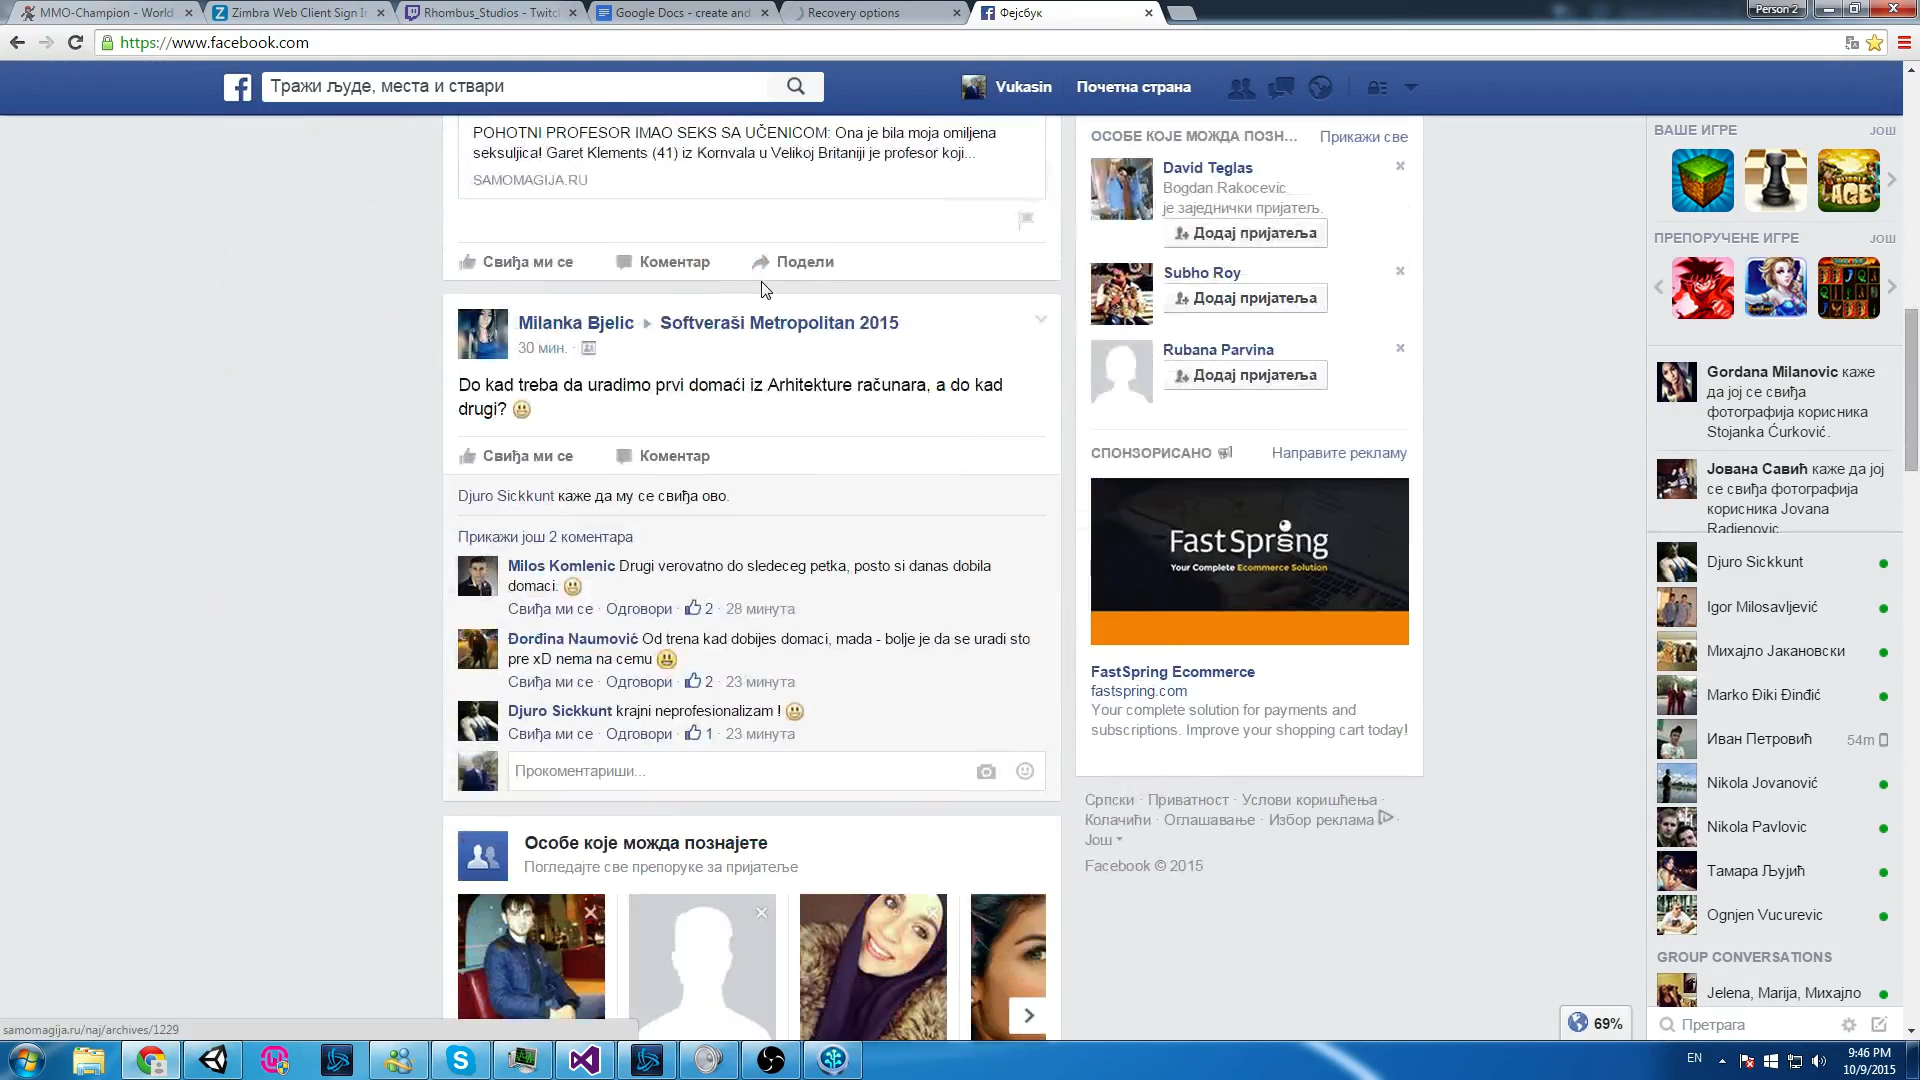 MMO-Champion - World
Zimbra Web Client Sign In
Rhombus_Studios - Twitch
Google Docs - create and
Recovery options
Фејсбук
Person 2
https://www.facebook.com
Тражи људе, места и ствари
Vukasin
Почетна страна
POHOTNI PROFESOR IMAO SEKS SA UČENICOM: Ona je bila moja omiljena
seksuljica! Garet Klements (41) iz Kornvala u Velikoj Britaniji je profesor koji...
SAMOMAGIJA.RU
Свиђа ми се Коментар Подели
Milanka Bjelic ▸ Softveraši Metropolitan 2015
30 мин. ·
Do kad treba da uradimo prvi domaći iz Arhitekture računara, a do kad
drugi?
Свиђа ми се Коментар
Djuro Sickkunt каже да му се свиђа ово.
Прикажи још 2 коментара
Milos Komlenic Drugi verovatno do sledeceg petka, posto si danas dobila
domaci.
Свиђа ми се · Одговори · 2 · 28 минута
Đorđina Naumović Od trena kad dobijes domaci, mada - bolje je da se uradi sto
pre xD nema na cemu
Свиђа ми се · Одговори · 2 · 23 минута
Djuro Sickkunt krajni neprofesionalizam !
Свиђа ми се · Одговори · 1 · 23 минута
Прокоментариши...
Особе које можда познајете
Погледајте све препоруке за пријатеље
ОСОБЕ КОЈЕ МОЖДА ПОЗН... Прикажи све
David Teglas
Bogdan Rakocevic
је заједнички пријатељ.
Додај пријатеља
Subho Roy
Додај пријатеља
Rubana Parvina
Додај пријатеља
СПОНЗОРИСАНО Направите рекламу
FastSpring
Your Complete Ecommerce Solution
FastSpring Ecommerce
fastspring.com
Your complete solution for payments and
subscriptions. Improve your shopping cart today!
Српски · Приватност · Услови коришћења ·
Колачићи · Оглашавање · Избор реклама ·
Још
Facebook © 2015
ВАШЕ ИГРЕ ЈОШ
BUBBLE
AGE
ПРЕПОРУЧЕНЕ ИГРЕ ЈОШ
Gordana Milanovic каже
да јој се свиђа
фотографија корисника
Stojanka Ćurković.
Јована Савић каже да јој
се свиђа фотографија
корисника Jovana
Radjenovic
Djuro Sickkunt
Igor Milosavljević
Михајло Јакановски
Marko Điki Đinđić
Иван Петровић 54m
Nikola Jovanović
Nikola Pavlovic
Тамара Љујић
Ognjen Vucurevic
GROUP CONVERSATIONS
Jelena, Marija, Михајло
Претрага
69%
samomagija.ru/naj/archives/1229
EN
9:46 PM
10/9/2015